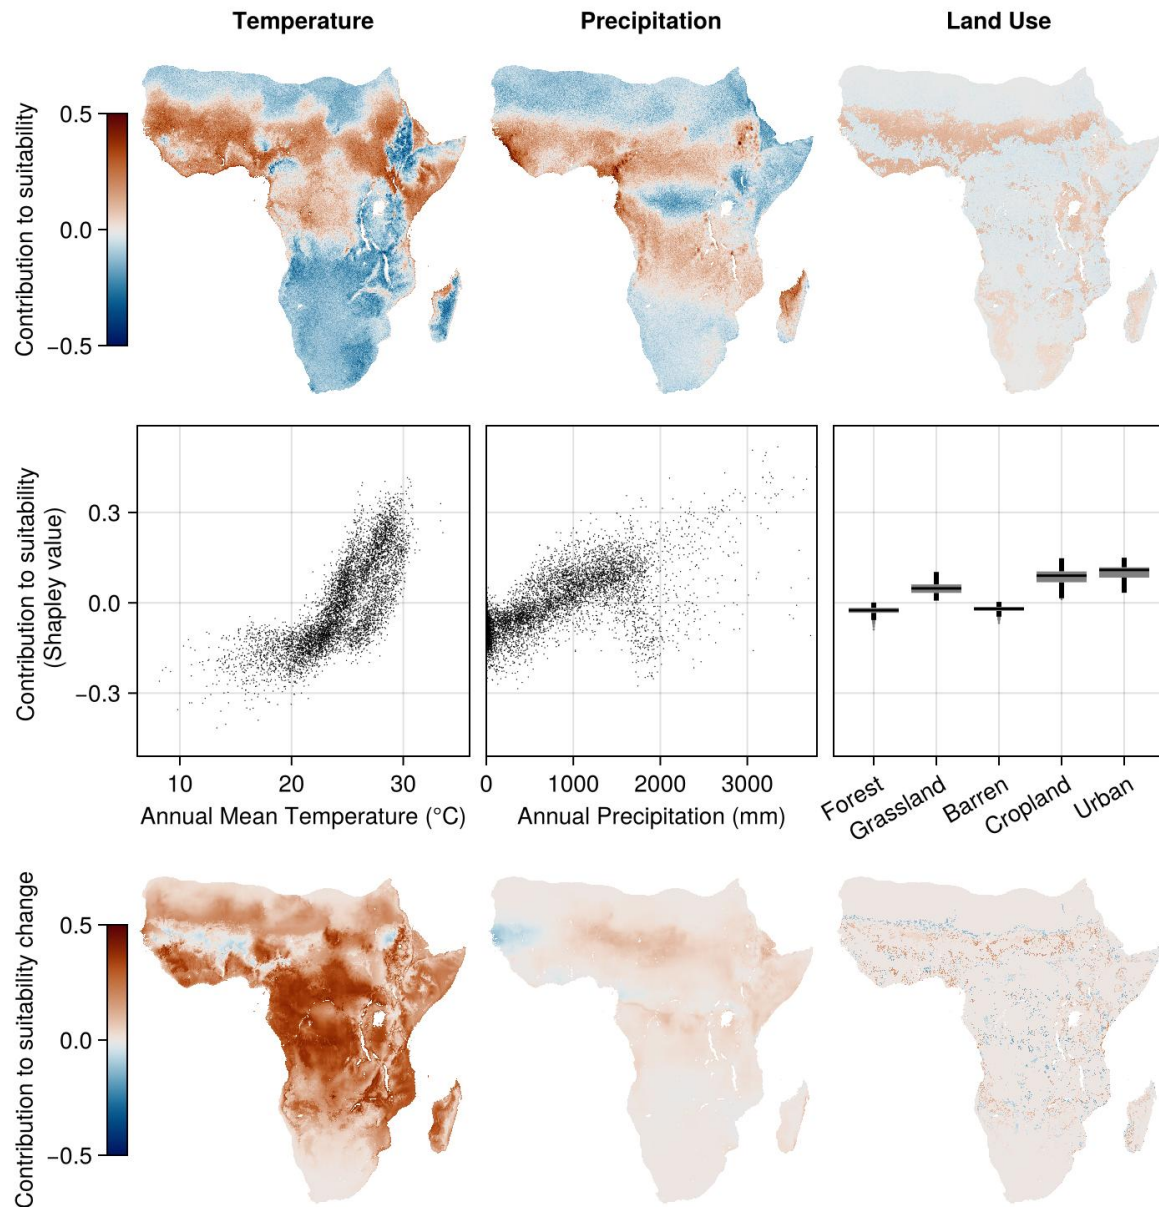 Temperature
Precipitation
Land Use
Contribution to suitability
0.5
0.0
−0.5
Contribution to suitability
(Shapley value)
0.3
0.0
−0.3
10
20
30
Annual Mean Temperature (°C)
0
1000
2000
3000
Annual Precipitation (mm)
Forest
Grassland
Barren
Cropland
Urban
Contribution to suitability change
0.5
0.0
−0.5